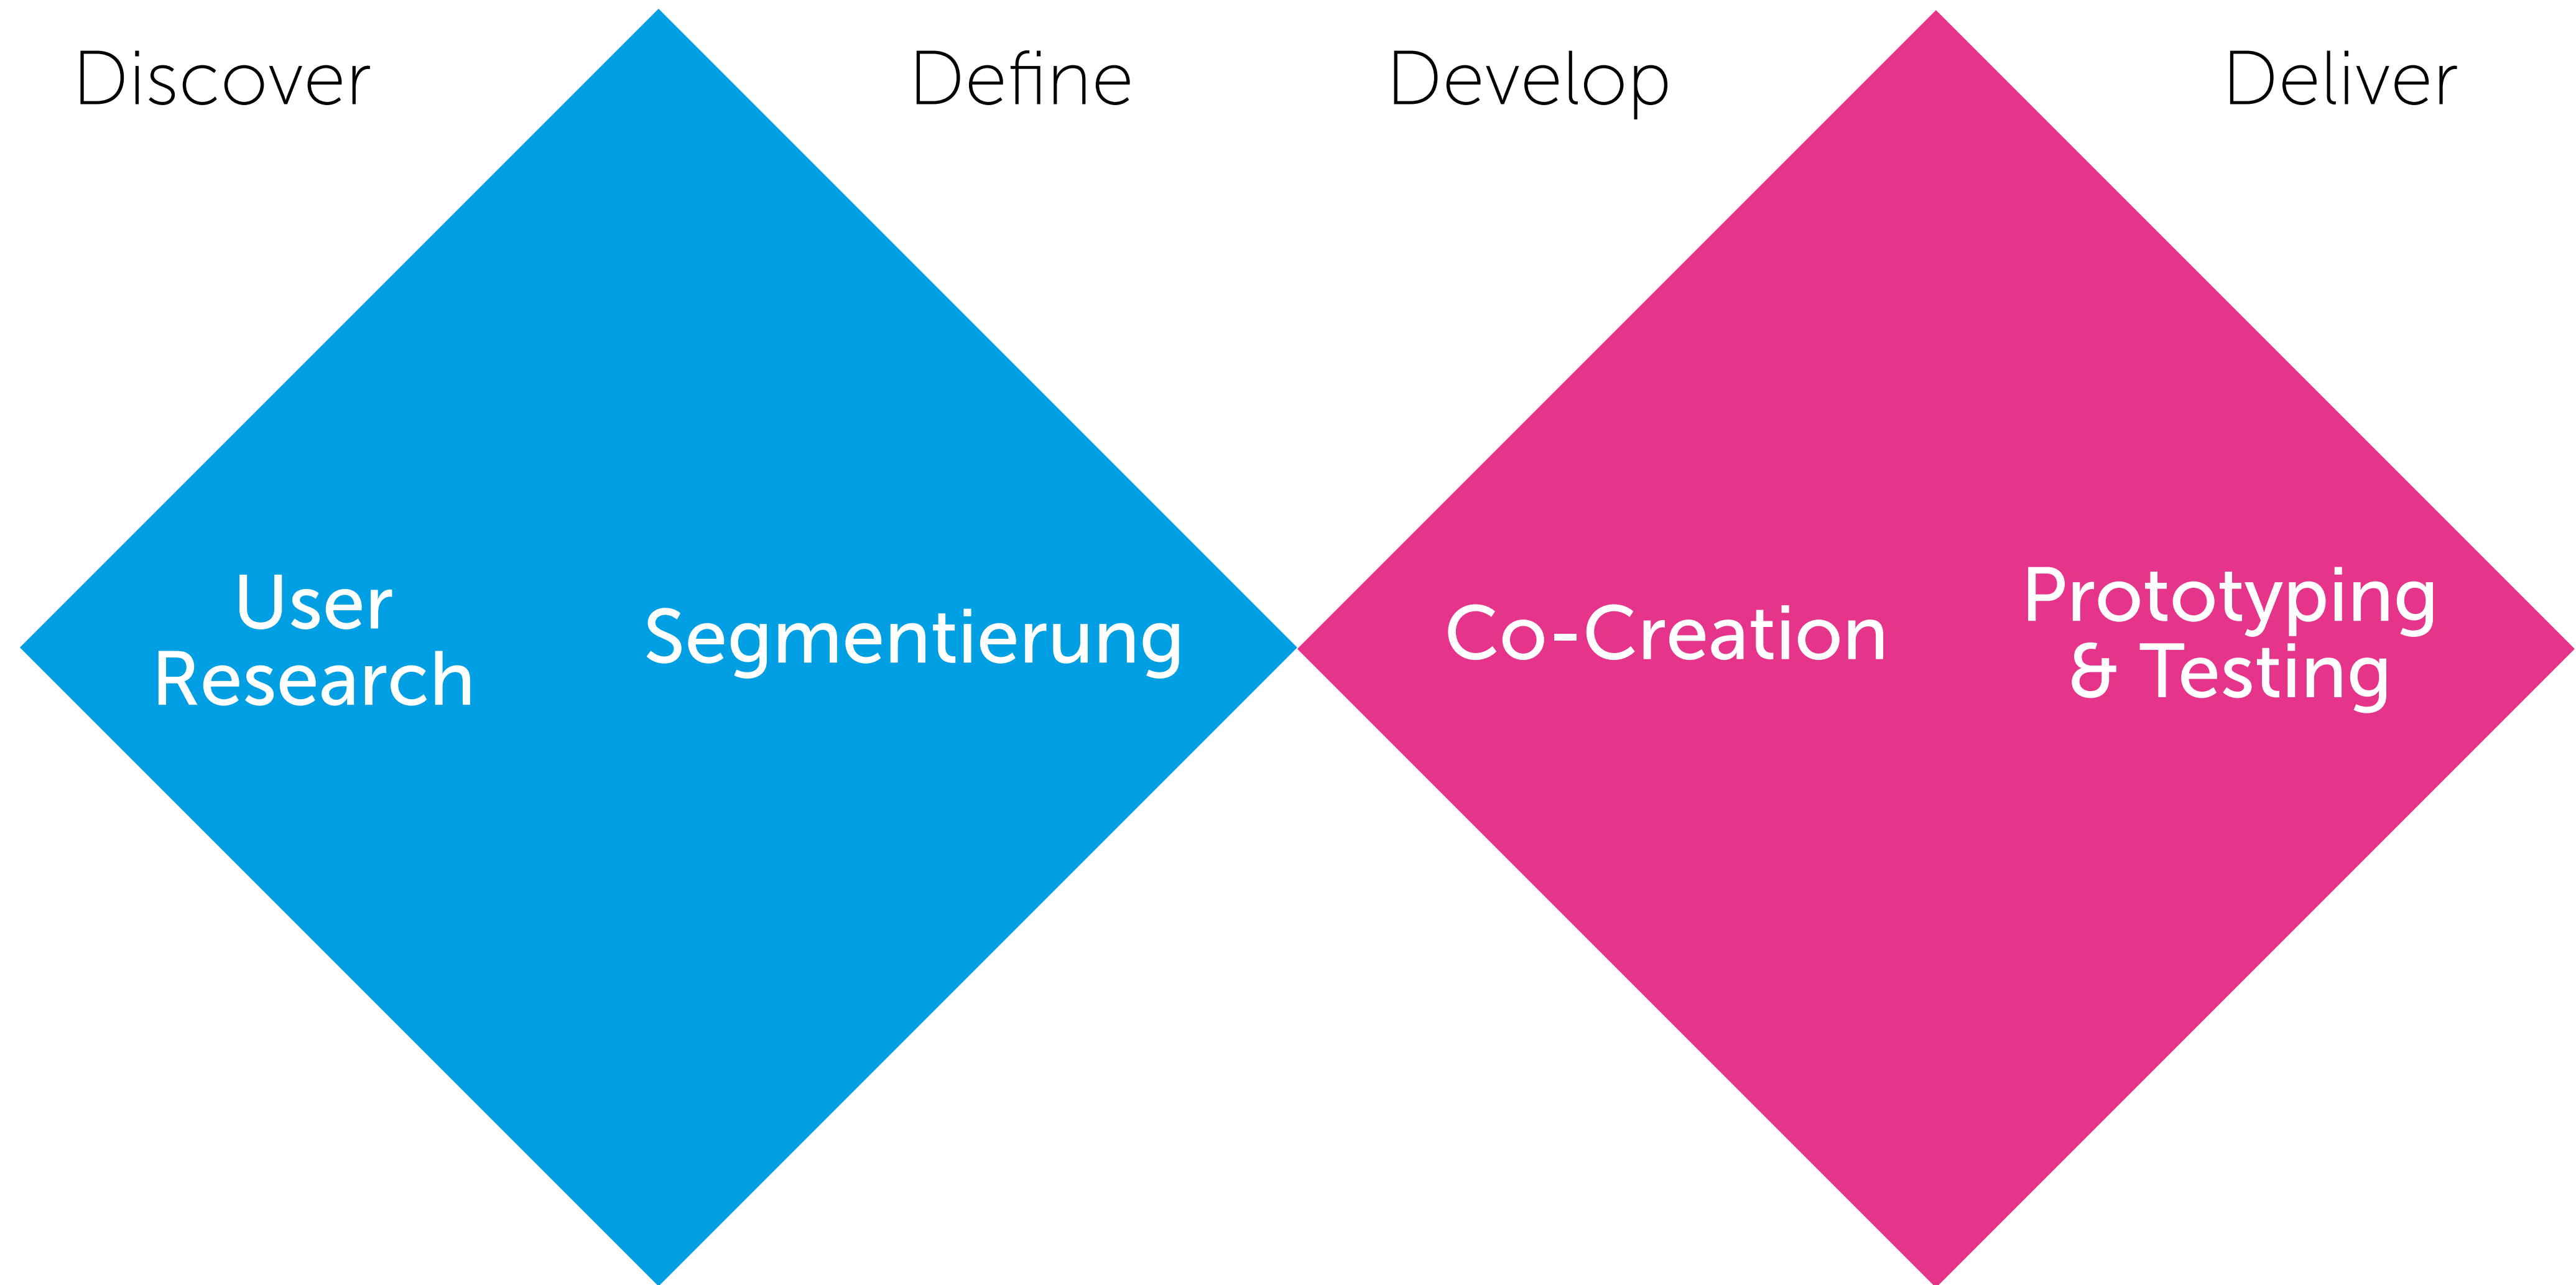 Discover
Define
Develop
Deliver
User
Research
Segmentierung
Co-Creation
Prototyping
& Testing